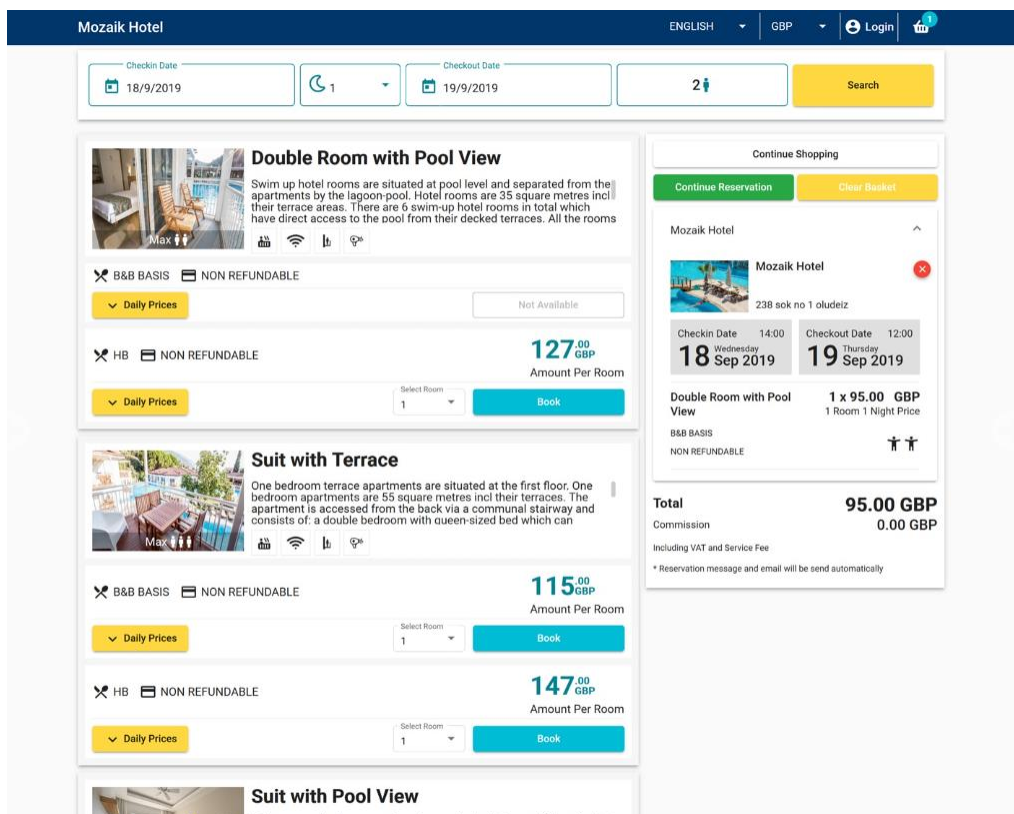 Mozaik Hotel
ENGLISH
GBP
Login
1
Checkin Date
18/9/2019
1
Checkout Date
19/9/2019
2
Search
Double Room with Pool View
Swim up hotel rooms are situated at pool level and separated from the
apartments by the lagoon-pool. Hotel rooms are 35 square metres incl
their terrace areas. There are 6 swim-up hotel rooms in total which
have direct access to the pool from their decked terraces. All the rooms
Max
B&B BASIS NON REFUNDABLE
Daily Prices
Not Available
HB NON REFUNDABLE
127.00 GBP
Amount Per Room
Daily Prices
Select Room
1
Book
Suit with Terrace
One bedroom terrace apartments are situated at the first floor. One
bedroom apartments are 55 square metres incl their terraces. The
apartment is accessed from the back via a communal stairway and
consists of: a double bedroom with queen-sized bed which can
Max
B&B BASIS NON REFUNDABLE
115.00 GBP
Amount Per Room
Daily Prices
Select Room
1
Book
HB NON REFUNDABLE
147.00 GBP
Amount Per Room
Daily Prices
Select Room
1
Book
Suit with Pool View
Continue Shopping
Continue Reservation
Clear Basket
Mozaik Hotel
Mozaik Hotel
238 sok no 1 oludeiz
Checkin Date 14:00
18 Wednesday Sep 2019
Checkout Date 12:00
19 Thursday Sep 2019
Double Room with Pool View
1 x 95.00 GBP
1 Room 1 Night Price
B&B BASIS
NON REFUNDABLE
Total 95.00 GBP
Commission 0.00 GBP
Including VAT and Service Fee
* Reservation message and email will be send automatically